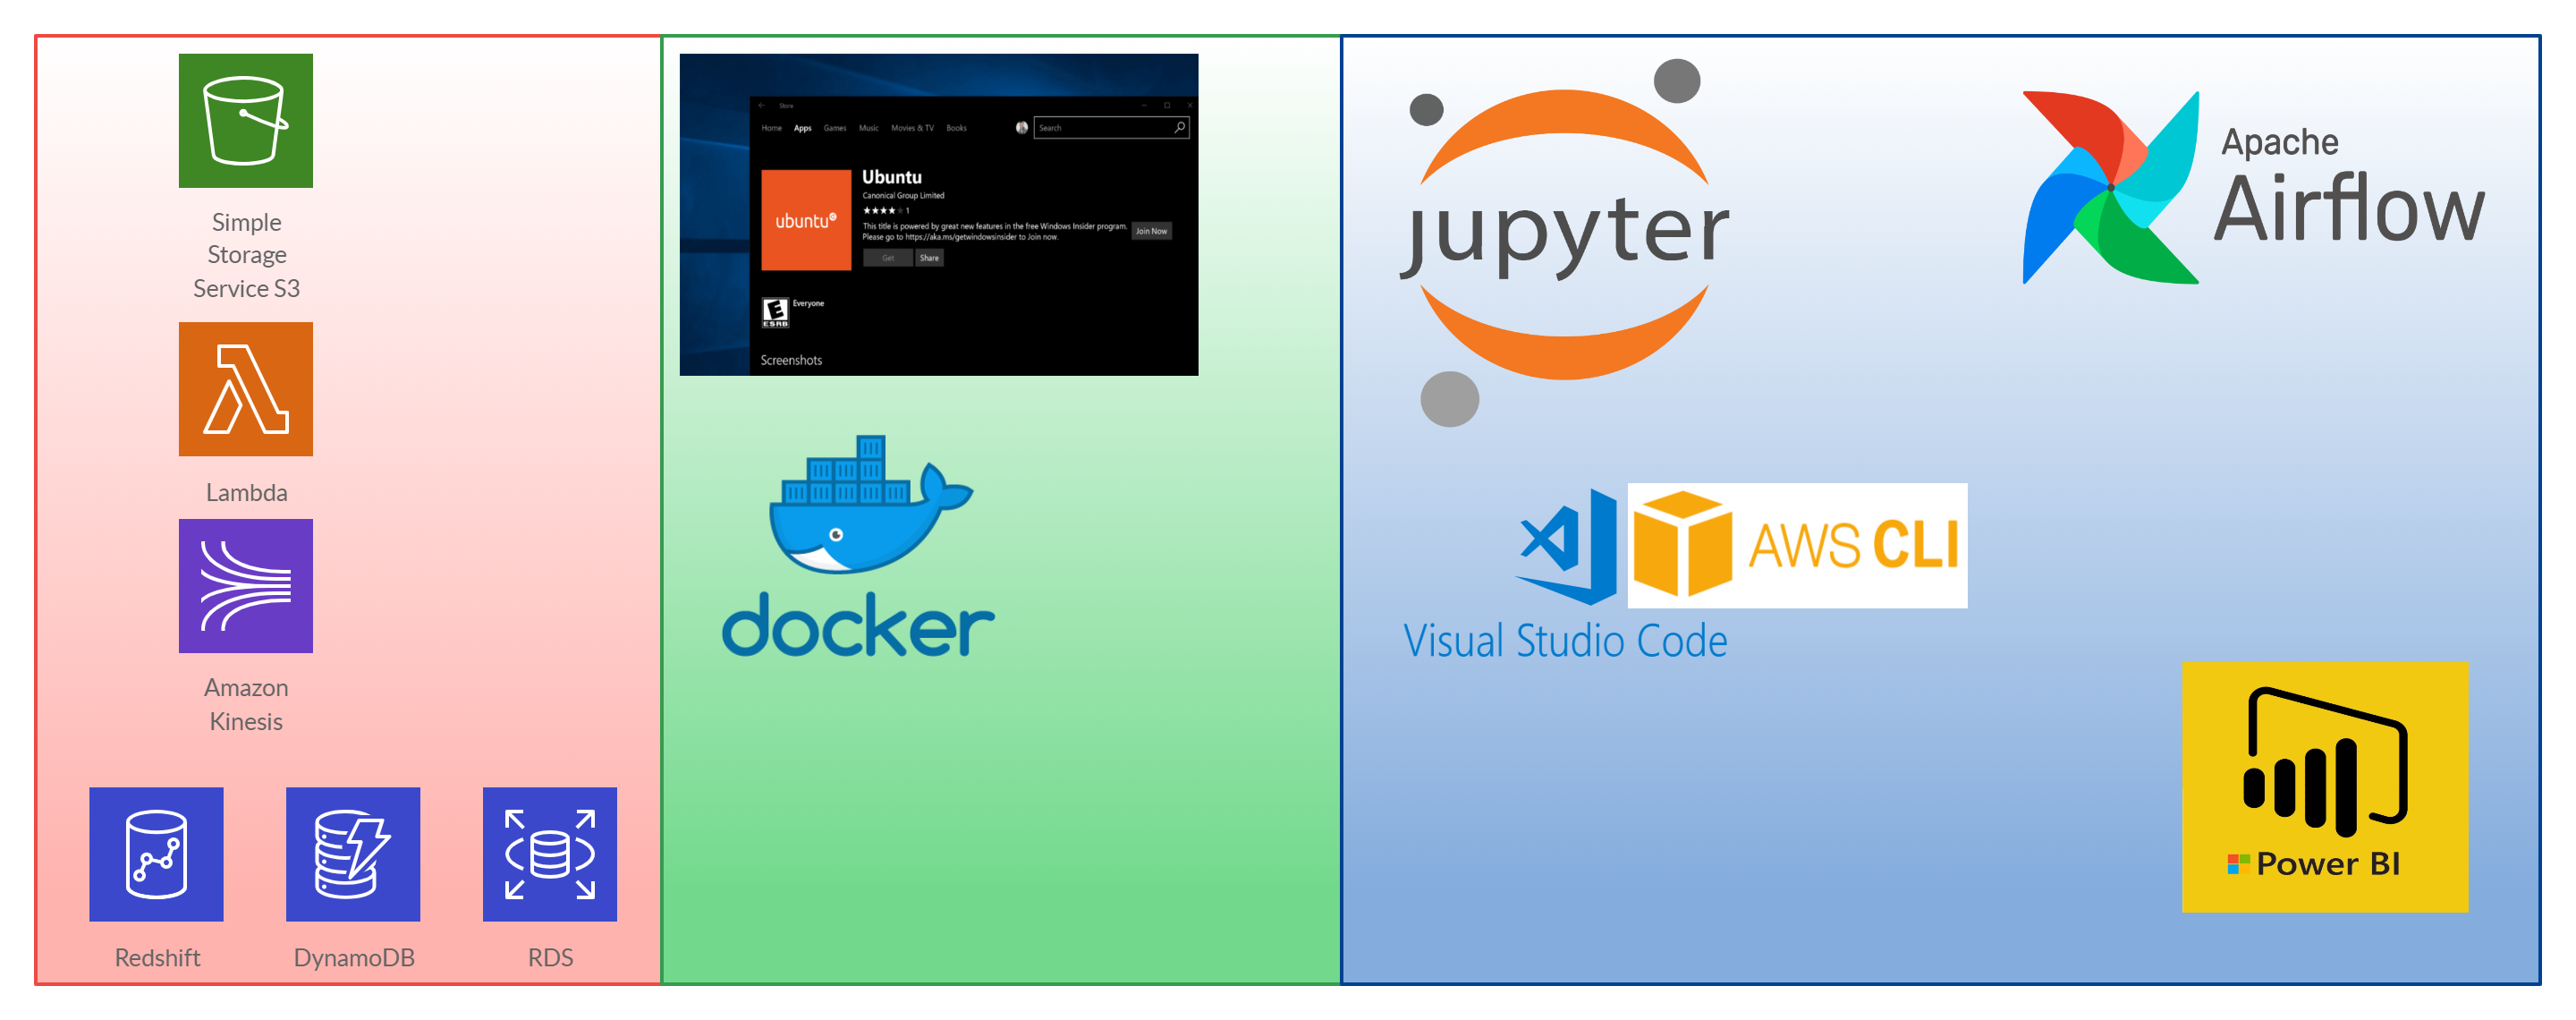 Simple
Storage
Service S3
Lambda
Amazon
Kinesis
Redshift
DynamoDB
RDS
Store
Home Apps Games Music Movies & TV Books
Search
ubuntu
Ubuntu
Canonical Group Limited
1
This title is powered by great new features in the free Windows Insider program.
Please go to https://aka.ms/getwindowsinsider to Join now.
Join Now
Get Share
E
ESRB
Everyone
Screenshots
docker
jupyter
Apache
Airflow
AWS CLI
Visual Studio Code
Power BI